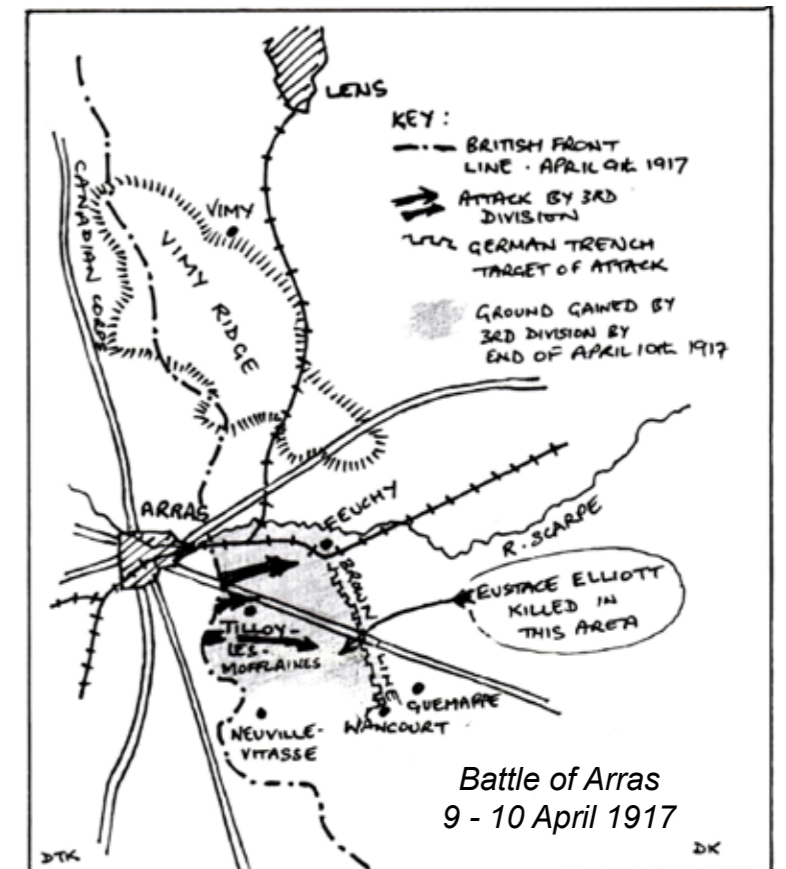 LENS
KEY:
BRITISH FRONT
LINE - APRIL 9th 1917
ATTACK BY 3RD
DIVISION
GERMAN TRENCH
TARGET OF ATTACK
GROUND GAINED BY
3RD DIVISION BY
END OF APRIL 10th 1917
CANADIAN CORPS
VIMY
VIMY RIDGE
ARRAS
FEUCHY
R. SCARPE
BROWN LINE
EUSTACE ELLIOTT
KILLED IN
THIS AREA
TILLOY-
LES-
MOFFLAINES
GUEMAPPE
WANCOURT
NEUVILLE-
VITASSE
Battle of Arras
9 - 10 April 1917
DTK
DK